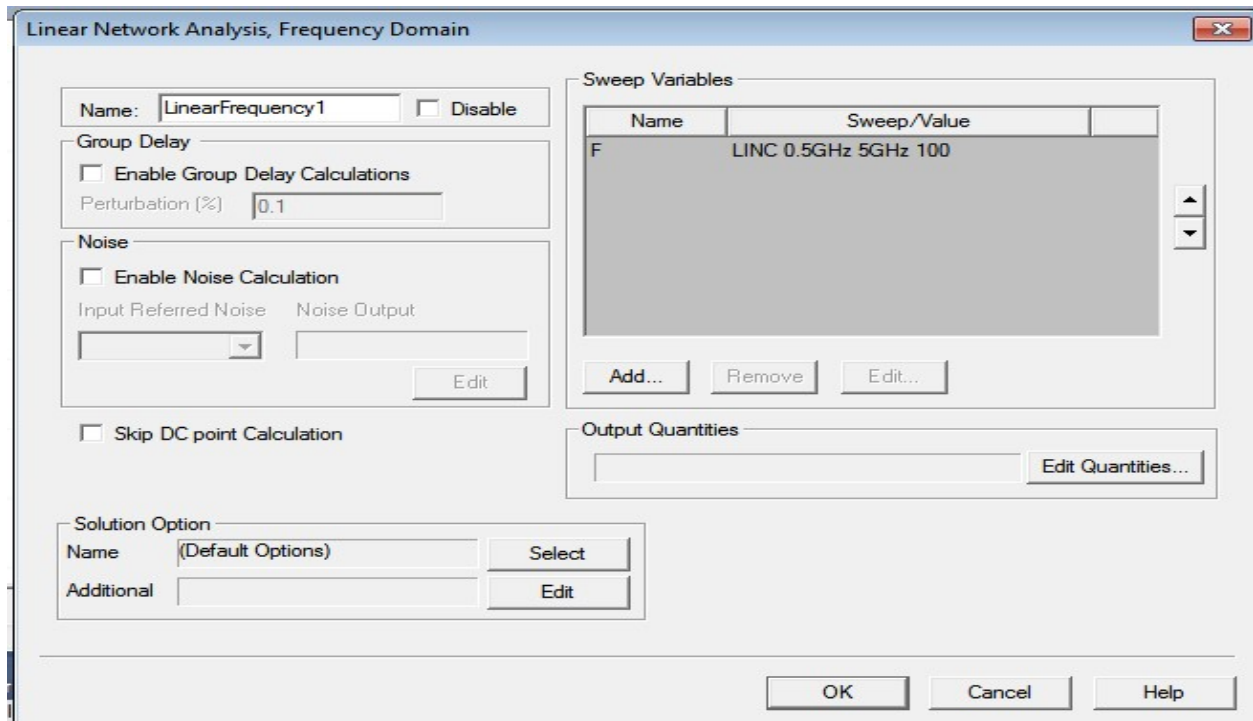 Linear Network Analysis, Frequency Domain
Name: LinearFrequency1 Disable
Group Delay
Enable Group Delay Calculations
Perturbation (%) 0.1
Noise
Enable Noise Calculation
Input Referred Noise Noise Output
Edit
Skip DC point Calculation
Sweep Variables
Name Sweep/Value
F LINC 0.5GHz 5GHz 100
Add... Remove Edit...
Output Quantities
Edit Quantities...
Solution Option
Name (Default Options) Select
Additional Edit
OK Cancel Help